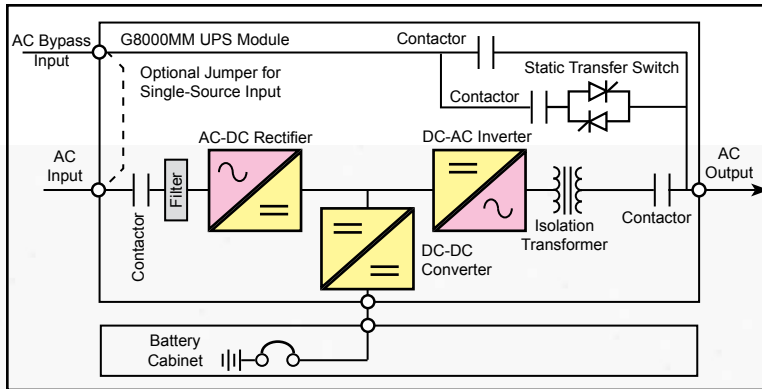 AC Bypass
Input
G8000MM UPS Module
Contactor
Optional Jumper for
Single-Source Input
Static Transfer Switch
Contactor
AC-DC Rectifier
DC-AC Inverter
AC
Input
AC
Output
Filter
Contactor
Isolation
Transformer
Contactor
DC-DC
Converter
Battery
Cabinet